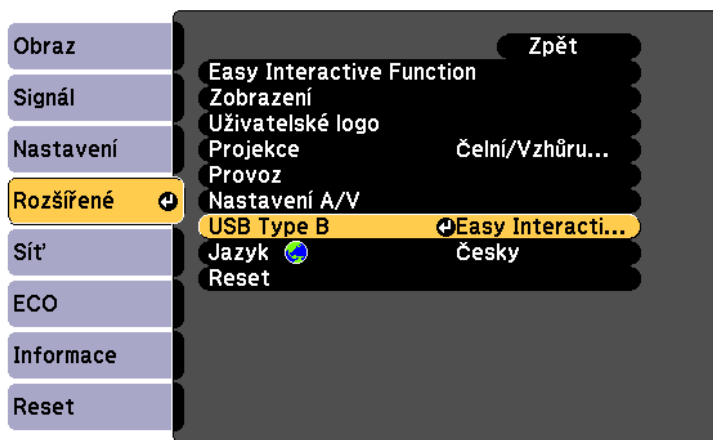 Obraz
Signál
Nastavení
Rozšířené
Síť
ECO
Informace
Reset
Zpět
Easy Interactive Function
Zobrazení
Uživatelské logo
Projekce Čelní/Vzhůru...
Provoz
Nastavení A/V
USB Type B Easy Interacti...
Jazyk Česky
Reset